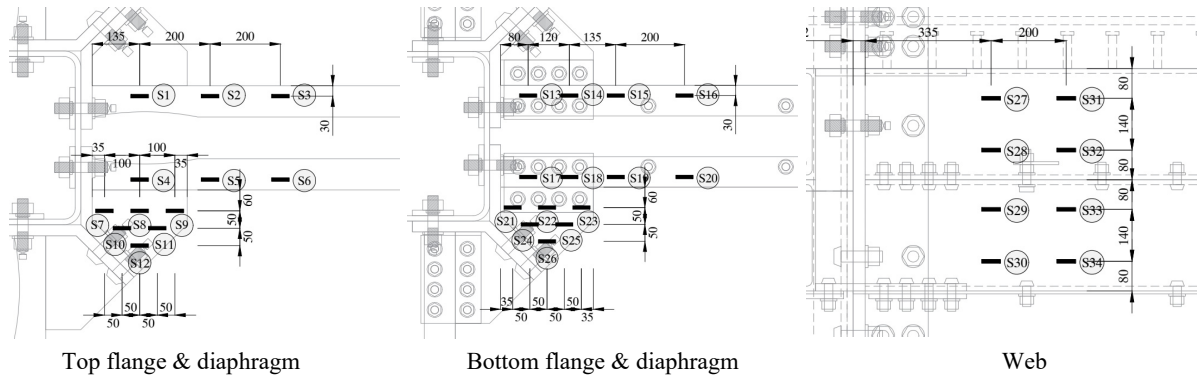 135 200 200
S1 S2 S3
30
35 100 100 35
S4 S5 S6
60
S7 S8 S9
50
S10 S11
50
S12
50 50
50 50
Top flange & diaphragm
80 120 135 200
S13 S14 S15 S16
30
S17 S18 S19 S20
60
S21 S22 S23
50
S24 S25
50
S26
35 50 50
50 50 35
Bottom flange & diaphragm
2 335 200
80
S27 S31
140
S28 S32
80
80
S29 S33
140
S30 S34
80
Web